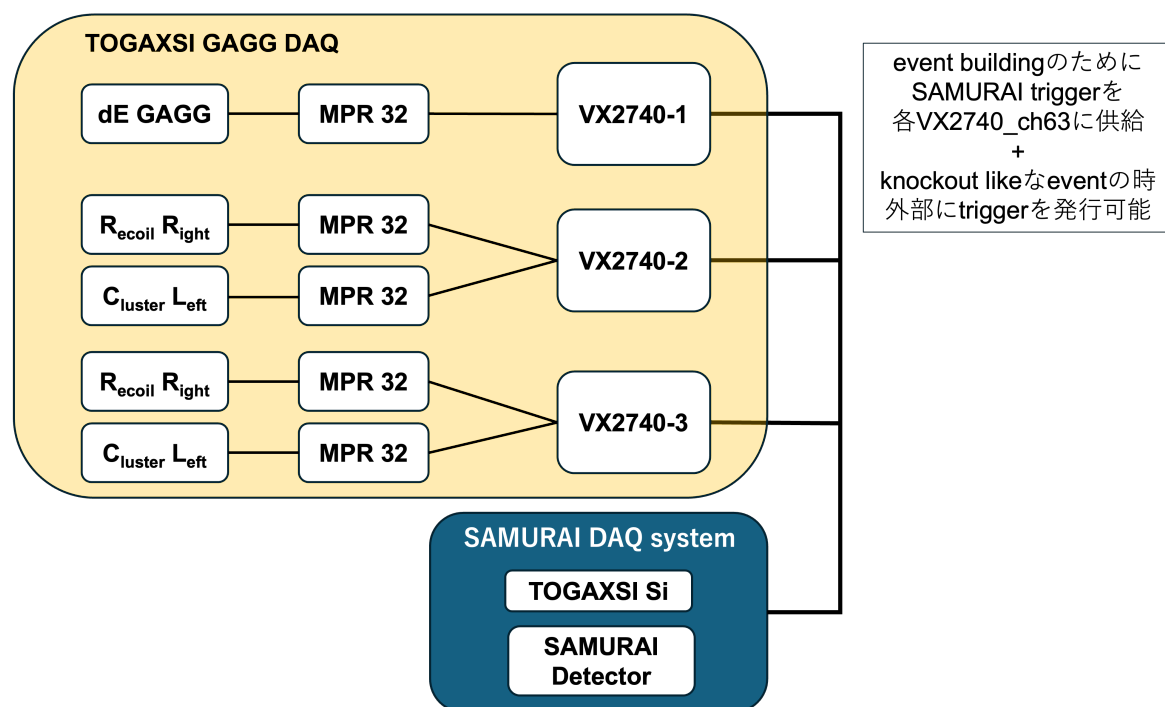 TOGAXSI GAGG DAQ
dE GAGG
MPR 32
VX2740-1
Recoil Right
MPR 32
Cluster Left
MPR 32
VX2740-2
Recoil Right
MPR 32
Cluster Left
MPR 32
VX2740-3
event buildingのために
SAMURAI triggerを
各VX2740_ch63に供給
+
knockout likeなeventの時
外部にtriggerを発行可能
SAMURAI DAQ system
TOGAXSI Si
SAMURAI
Detector